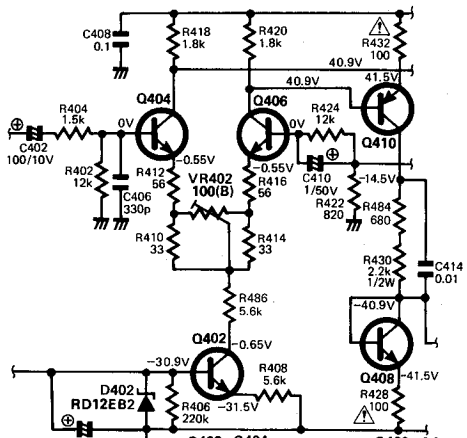 C408
0.1
R418
1.8k
R420
1.8k
R432
100
40.9V
40.9V
41.5V
Q404
Q406
Q410
R404
1.5k
0V
R424
12k
0V
C402
100/10V
R402
12k
C406
330p
-0.55V
-0.55V
R412
56
VR402
100(B)
R416
56
C410
1/50V
R422
820
-14.5V
R484
680
R410
33
R414
33
R430
2.2k
1/2W
C414
0.01
R486
5.6k
-40.9V
Q402
-0.65V
Q408
-30.9V
R408
5.6k
-41.5V
D402
RD12EB2
R406
220k
-31.5V
R428
100